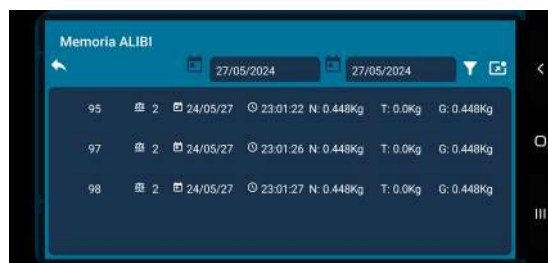 Memoria ALIBI
27/05/2024 27/05/2024
95 2 24/05/27 23:01:22 N: 0.448Kg T: 0.0Kg G: 0.448Kg
97 2 24/05/27 23:01:26 N: 0.448Kg T: 0.0Kg G: 0.448Kg
98 2 24/05/27 23:01:27 N: 0.448Kg T: 0.0Kg G: 0.448Kg